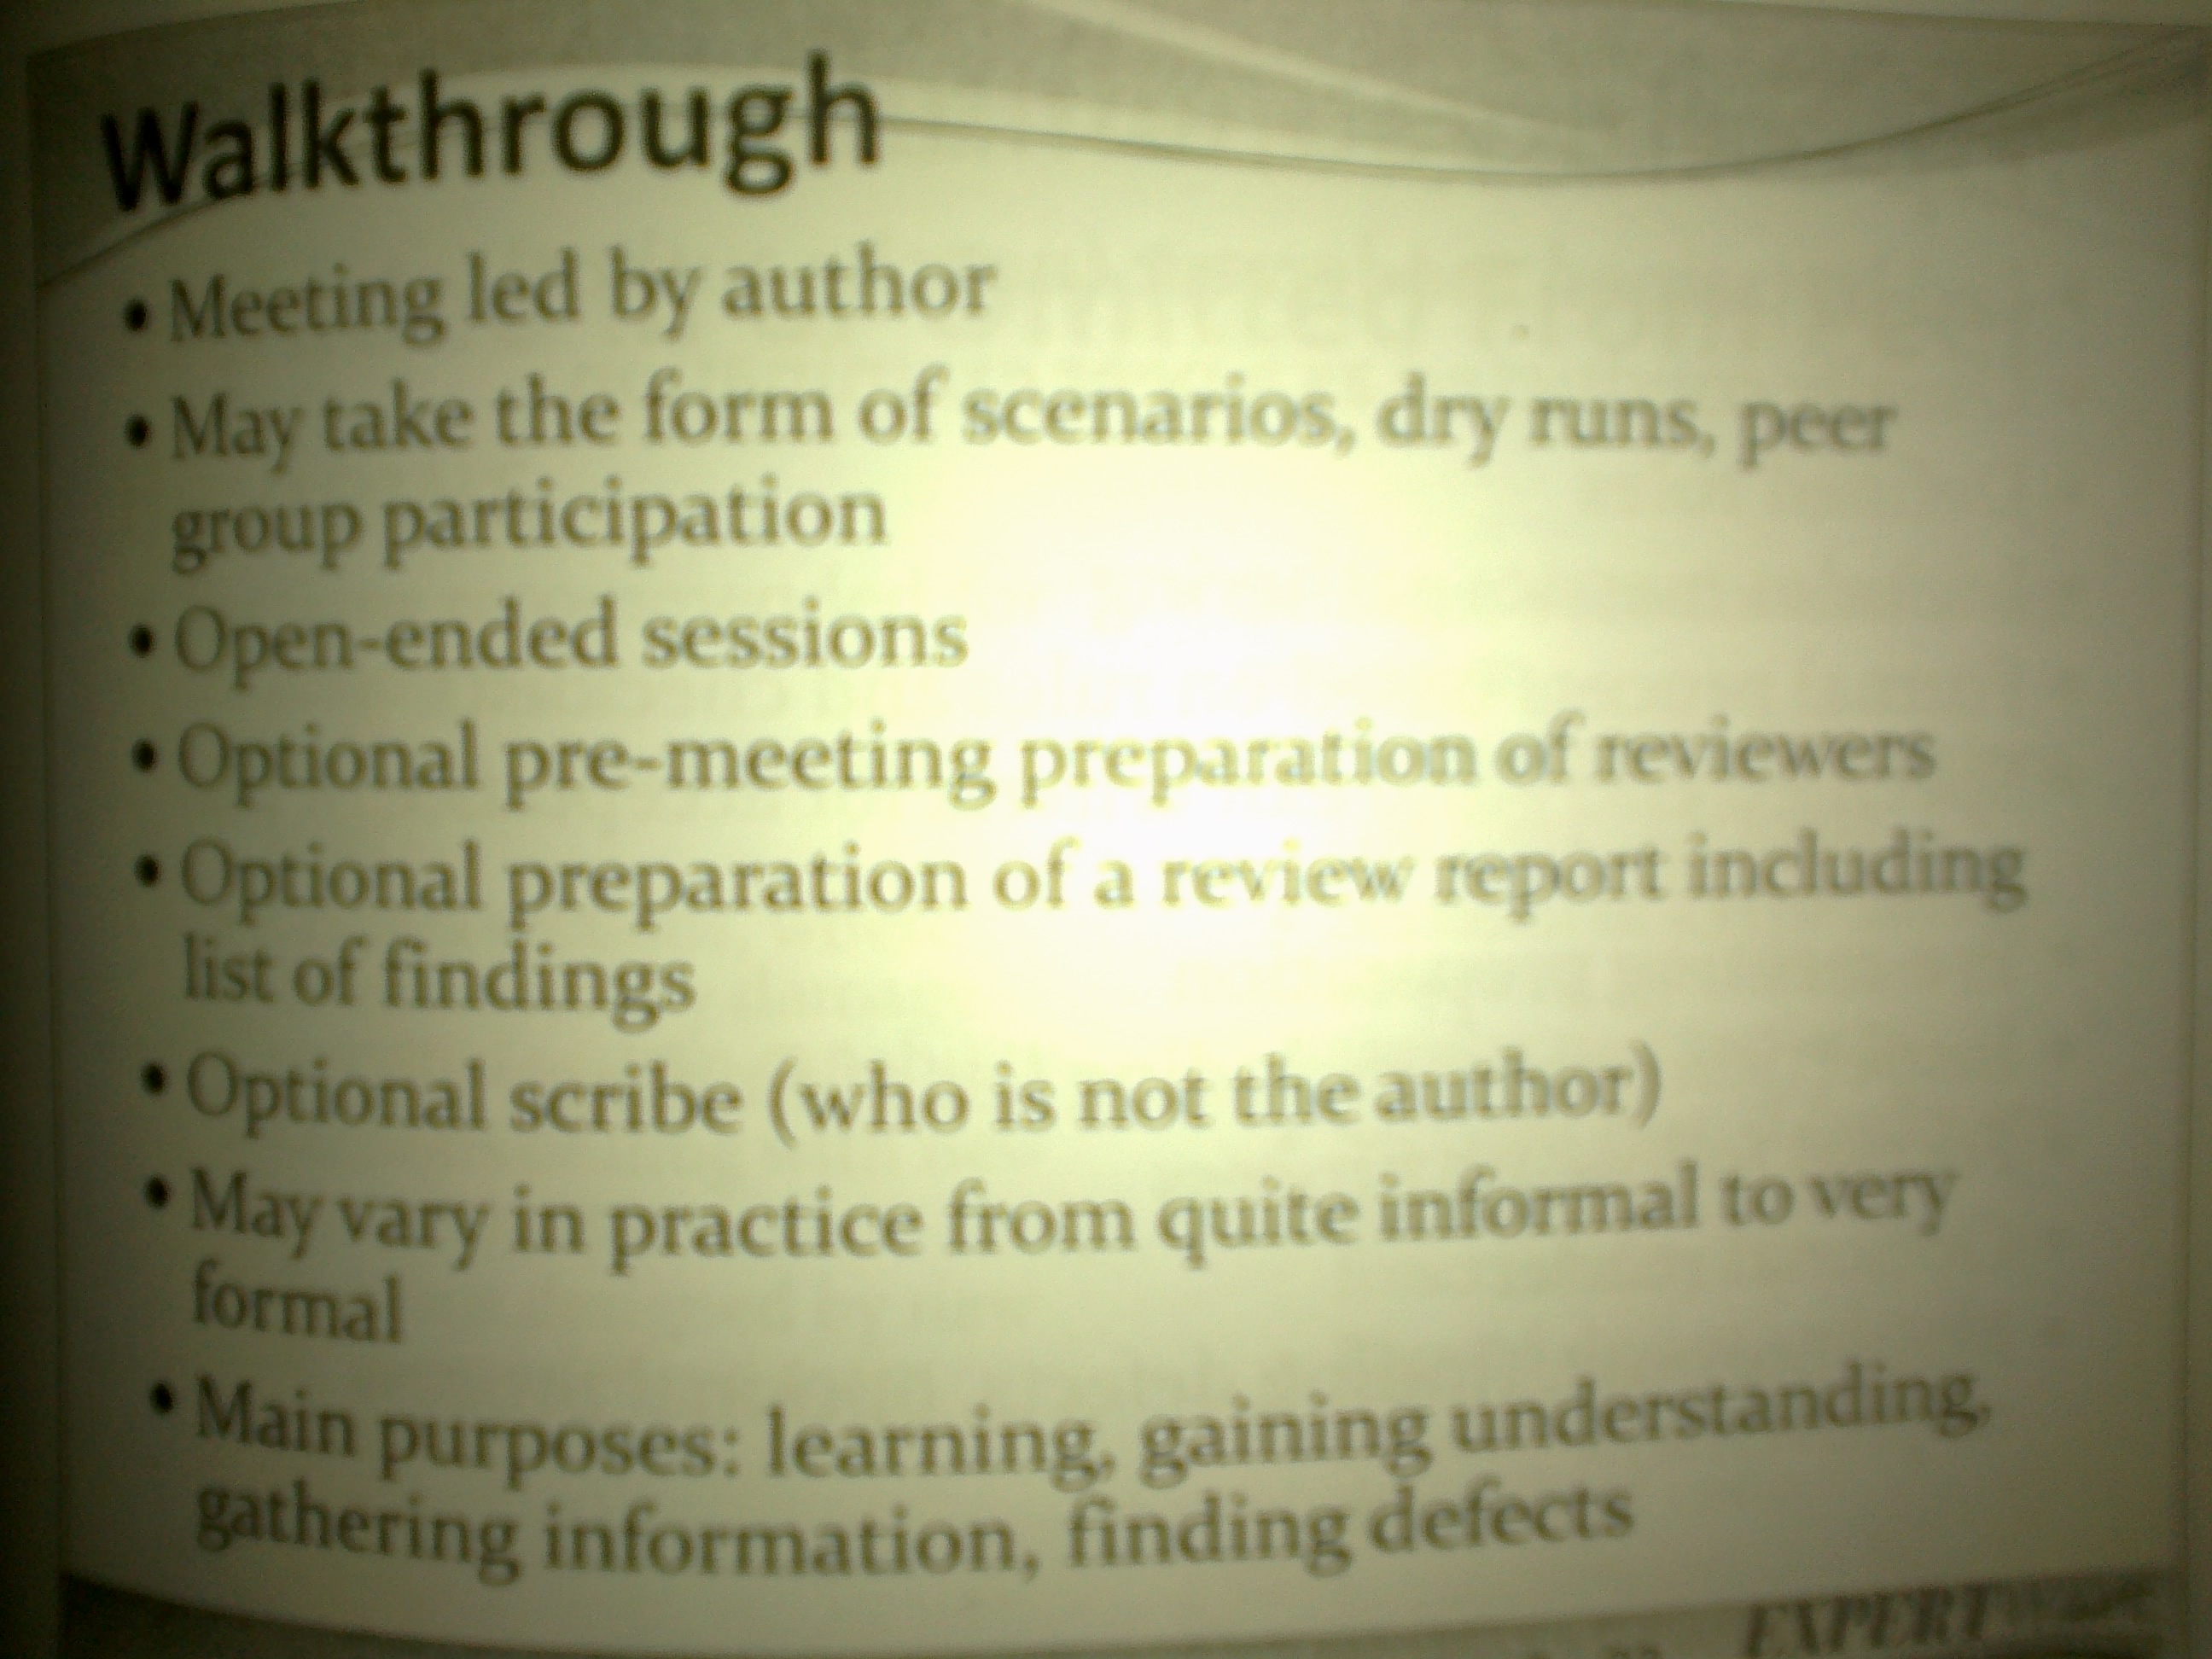 Walkthrough
• Meeting led by author
• May take the form of scenarios, dry runs, peer
group participation
• Open-ended sessions
• Optional pre-meeting preparation of reviewers
• Optional preparation of a review report including
list of findings
• Optional scribe (who is not the author)
• May vary in practice from quite informal to very
formal
• Main purposes: learning, gaining understanding,
gathering information, finding defects
EXPERT